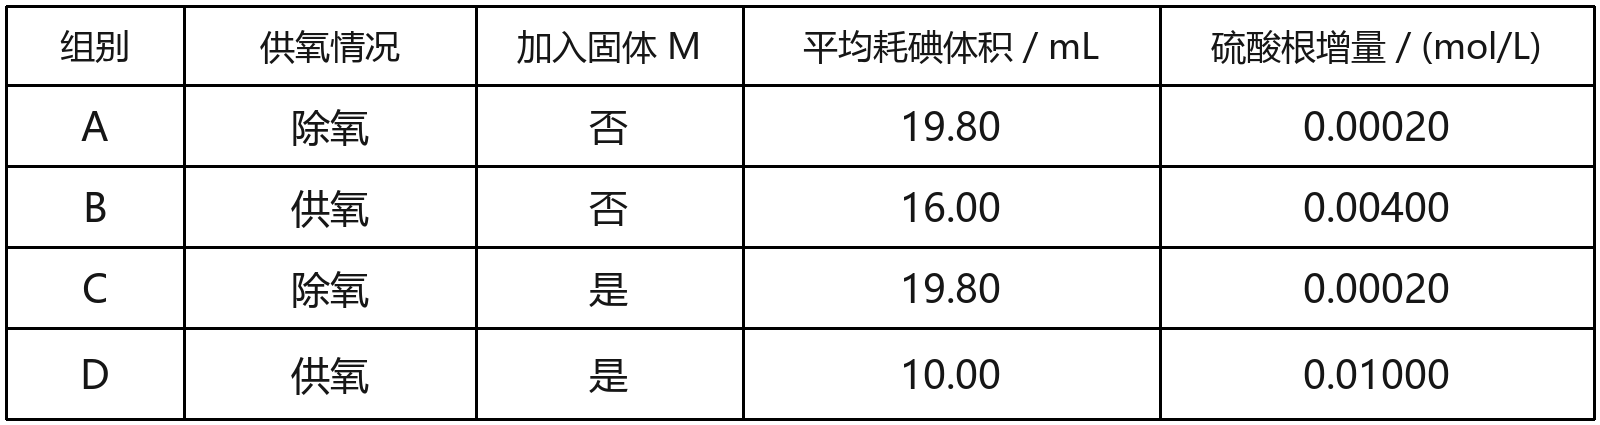 组别 供氧情况 加入固体 M 平均耗碘体积 / mL 硫酸根增量 / (mol/L)
A 除氧 否 19.80 0.00020
B 供氧 否 16.00 0.00400
C 除氧 是 19.80 0.00020
D 供氧 是 10.00 0.01000